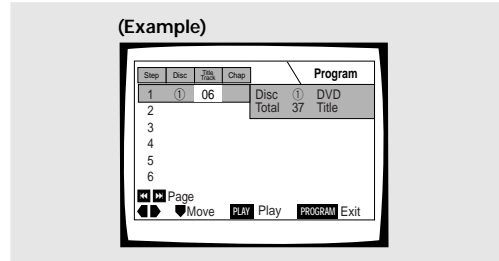 (Example)
Program
Step Disc Title Track Chap
1 ① 06
Disc ① DVD
Total 37 Title
2
3
4
5
6
Page
Move PLAY Play PROGRAM Exit